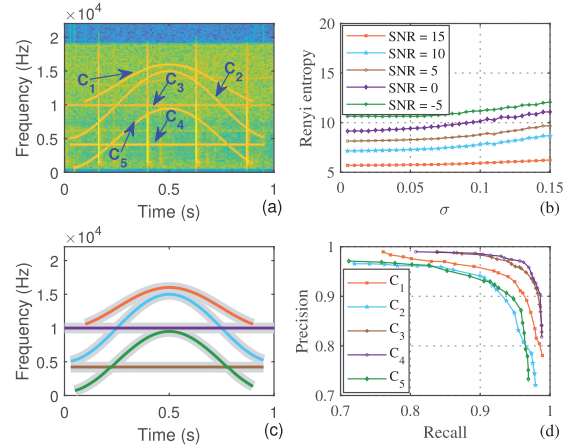 × 10⁴
Frequency (Hz)
2
1.5
1
0.5
0
C₁
C₂
C₃
C₄
C₅
0
0.5
1
Time (s)
(a)
Renyi entropy
20
15
10
5
SNR = 15
SNR = 10
SNR = 5
SNR = 0
SNR = -5
0
0.05
0.1
0.15
σ
(b)
× 10⁴
Frequency (Hz)
2
1.5
1
0.5
0
0
0.5
1
Time (s)
(c)
Precision
1
0.9
0.8
0.7
C₁
C₂
C₃
C₄
C₅
0.7
0.8
0.9
1
Recall
(d)